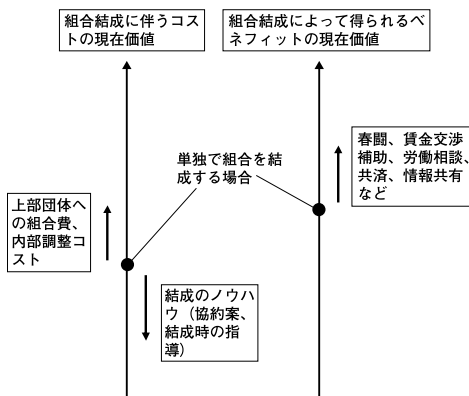 組合結成に伴うコス
トの現在価値
組合結成によって得られるベ
ネフィットの現在価値
春闘、賃金交渉
補助、労働相談、
共済、情報共有
など
単独で組合を結
成する場合
上部団体へ
の組合費、
内部調整コ
スト
結成のノウハ
ウ（協約案、
結成時の指
導）